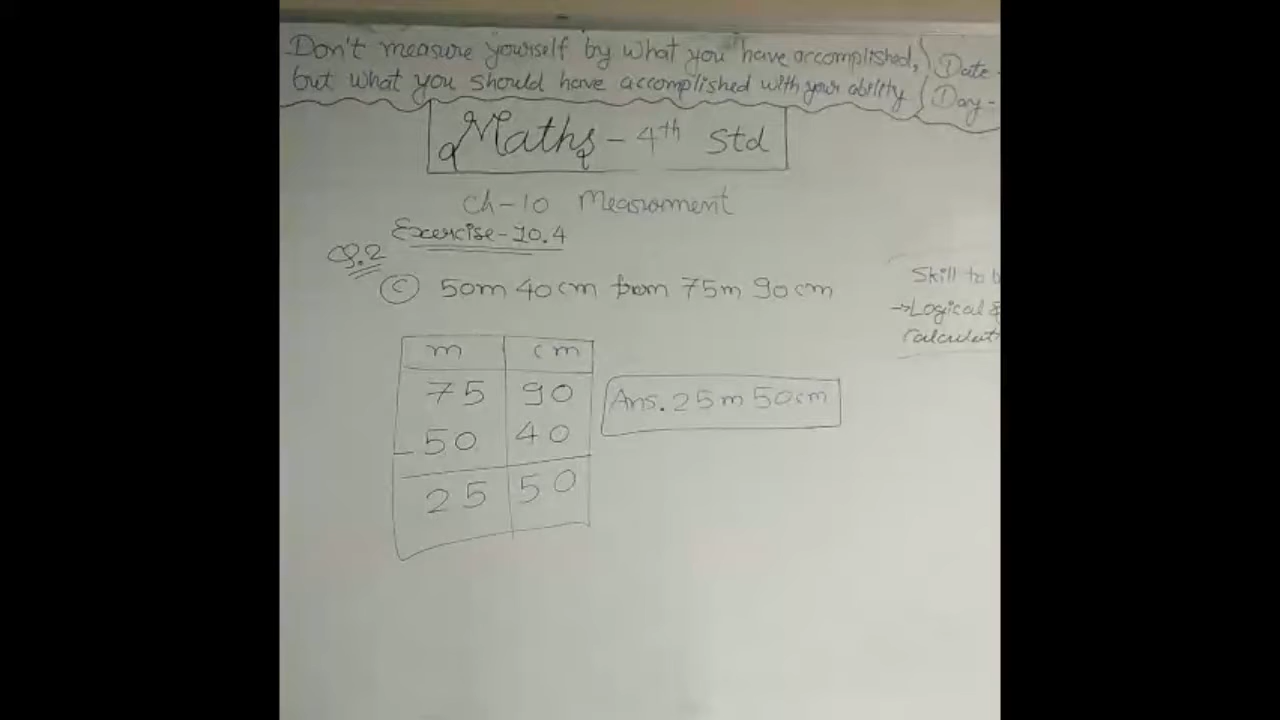 Don't measure yourself by what you have accomplished,
but what you should have accomplished with your ability
Date-
Day-
Maths - 4th Std
Ch-10 Measurment
Exercise-10.4
Q.2
C 50m 40cm from 75m 90cm
Skill to b
→Logical &
calculat
m cm
75 90
- 50 40
25 50
Ans. 25m 50cm